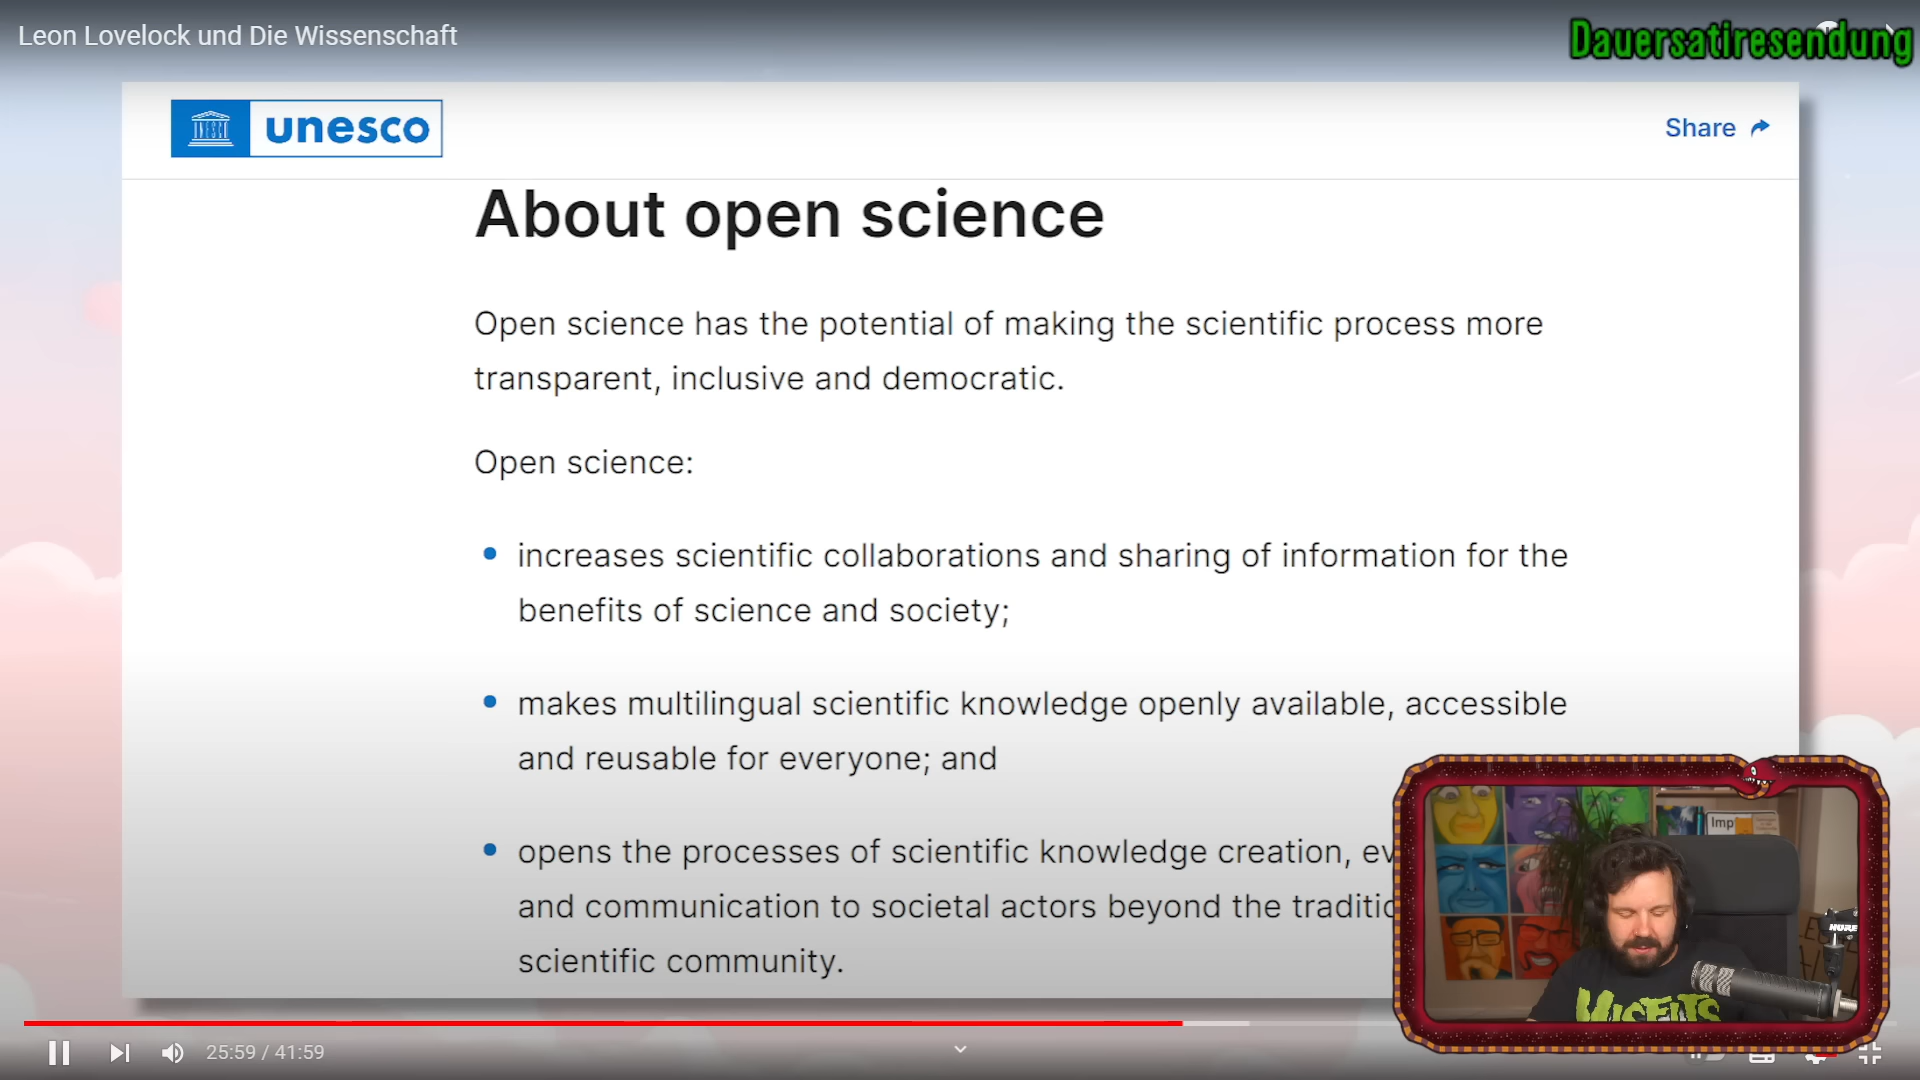 Leon Lovelock und Die Wissenschaft
Dauersatiresendung
unesco
Share
About open science
Open science has the potential of making the scientific process more
transparent, inclusive and democratic.
Open science:
increases scientific collaborations and sharing of information for the
benefits of science and society;
makes multilingual scientific knowledge openly available, accessible
and reusable for everyone; and
opens the processes of scientific knowledge creation,
and communication to societal actors beyond the
scientific community.
MISFITS
25:59 / 41:59